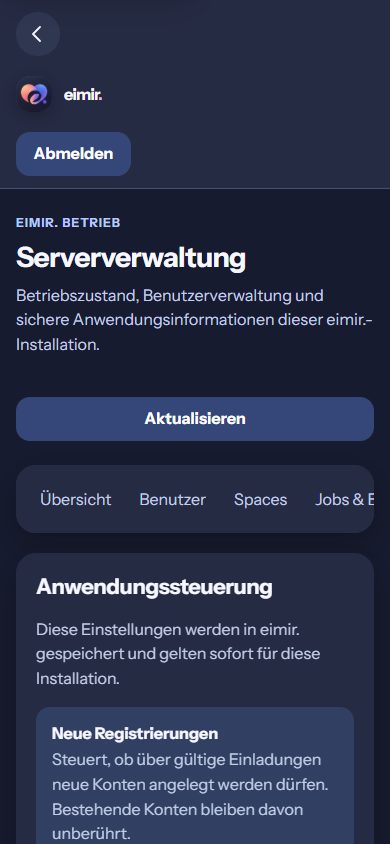 eimir.
Abmelden
EIMIR. BETRIEB
Serververwaltung
Betriebszustand, Benutzerverwaltung und
sichere Anwendungsinformationen dieser eimir.-
Installation.
Aktualisieren
Übersicht Benutzer Spaces Jobs &
Anwendungssteuerung
Diese Einstellungen werden in eimir.
gespeichert und gelten sofort für diese
Installation.
Neue Registrierungen
Steuert, ob über gültige Einladungen
neue Konten angelegt werden dürfen.
Bestehende Konten bleiben davon
unberührt.